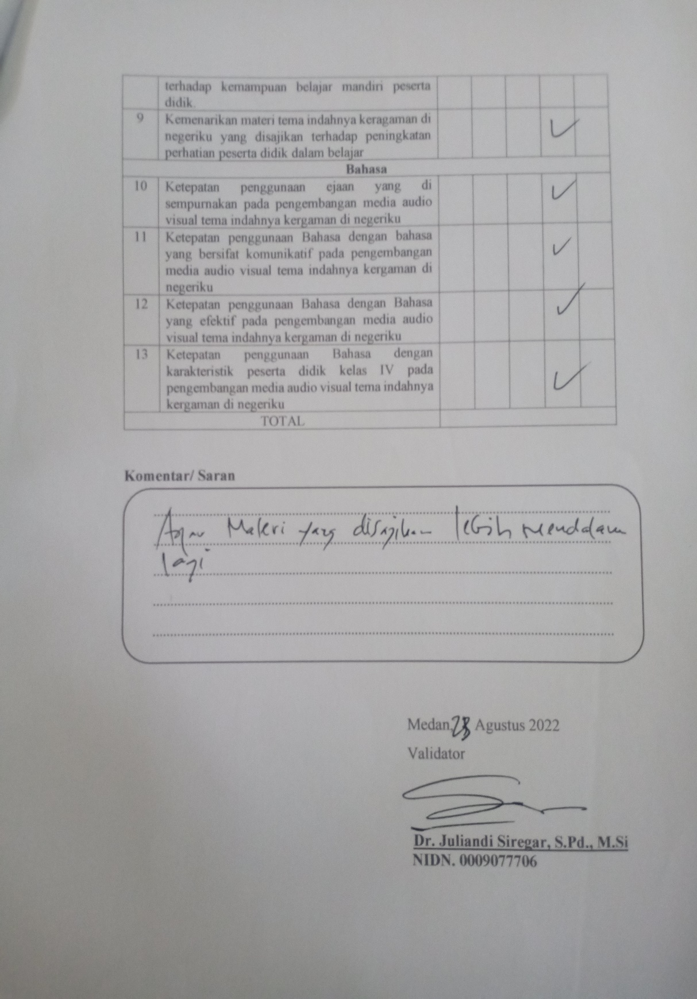 terhadap kemampuan belajar mandiri peserta
didik.
9 Kemenarikan materi tema indahnya keragaman di
negeriku yang disajikan terhadap peningkatan
perhatian peserta didik dalam belajar
Bahasa
10 Ketepatan penggunaan ejaan yang di
sempurnakan pada pengembangan media audio
visual tema indahnya kergaman di negeriku
11 Ketepatan penggunaan Bahasa dengan bahasa
yang bersifat komunikatif pada pengembangan
media audio visual tema indahnya kergaman di
negeriku
12 Ketepatan penggunaan Bahasa dengan Bahasa
yang efektif pada pengembangan media audio
visual tema indahnya kergaman di negeriku
13 Ketepatan penggunaan Bahasa dengan
karakteristik peserta didik kelas IV pada
pengembangan media audio visual tema indahnya
kergaman di negeriku
TOTAL
Komentar/ Saran
Agar Materi yang disajikan lebih mendalam
lagi
Medan, Agustus 2022
Validator
Dr. Juliandi Siregar, S.Pd., M.Si
NIDN. 0009077706